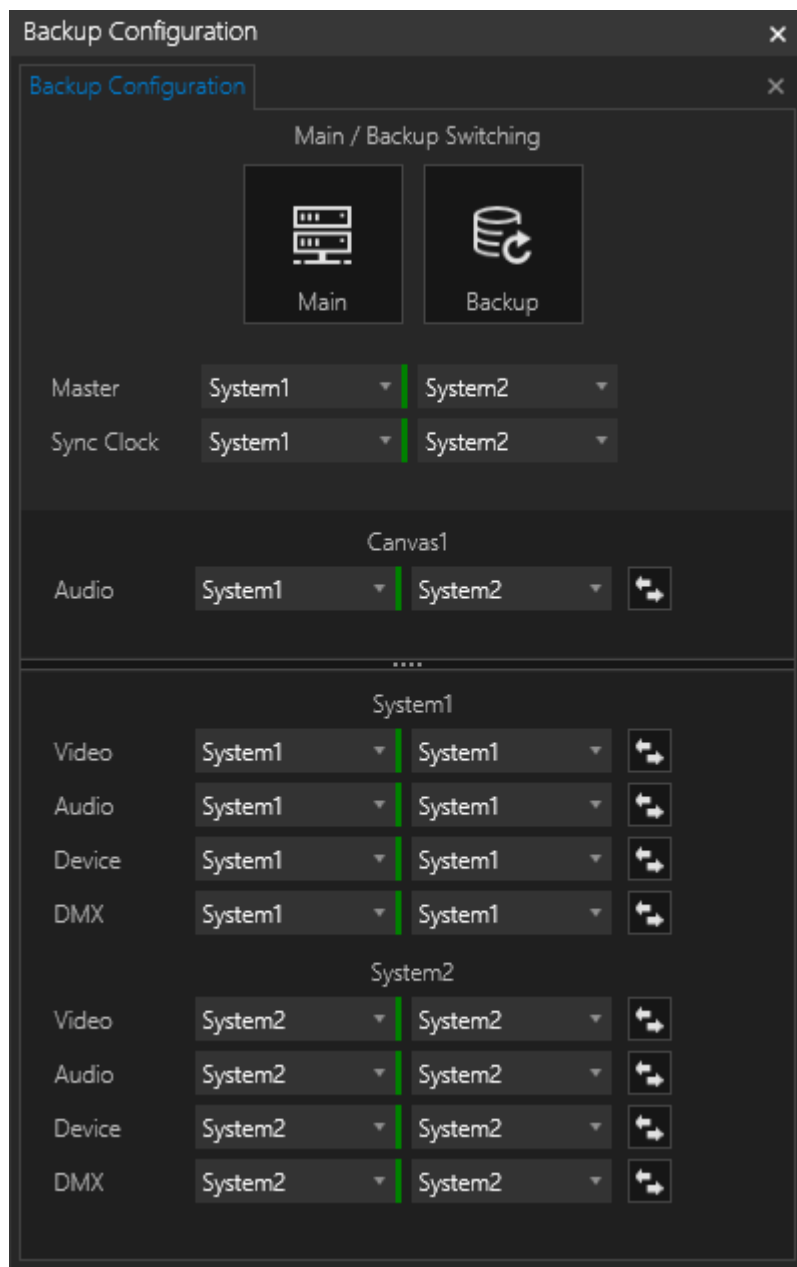 Backup Configuration
Backup Configuration
Main / Backup Switching
Main Backup
Master System1 System2
Sync Clock System1 System2
Canvas1
Audio System1 System2
System1
Video System1 System1
Audio System1 System1
Device System1 System1
DMX System1 System1
System2
Video System2 System2
Audio System2 System2
Device System2 System2
DMX System2 System2